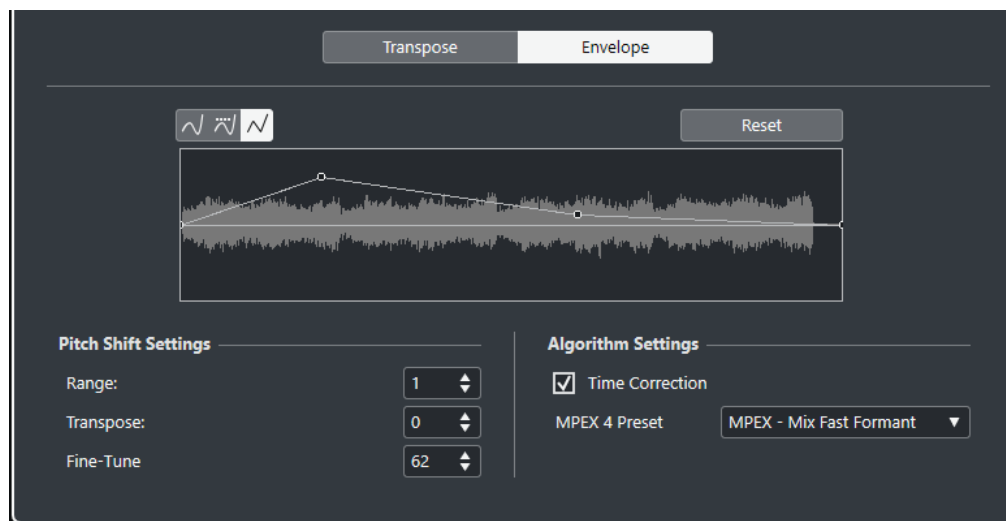 Transpose Envelope
Reset
Pitch Shift Settings
Range: 1
Transpose: 0
Fine-Tune 62
Algorithm Settings
Time Correction
MPEX 4 Preset MPEX - Mix Fast Formant